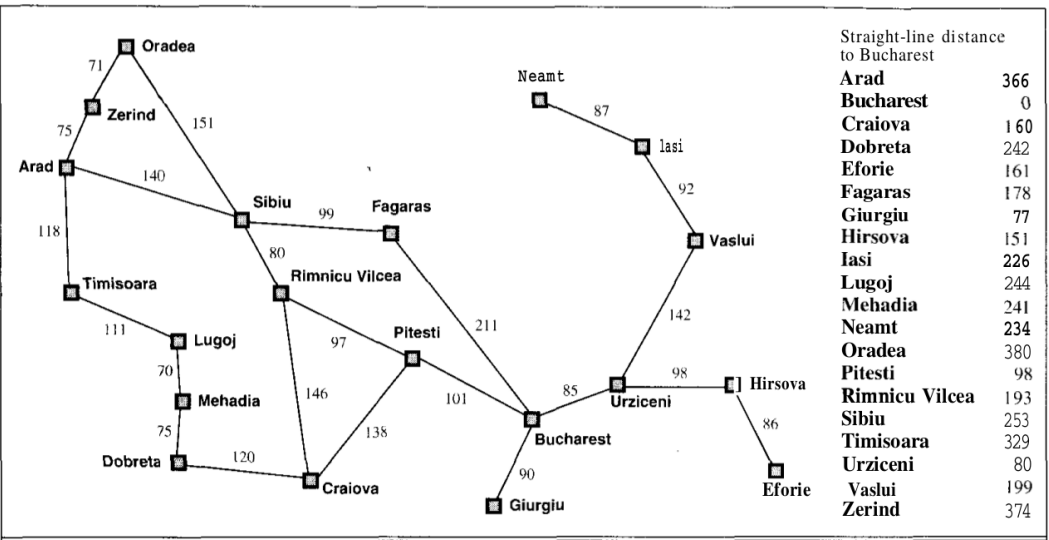 Oradea
71
Neamt
87
Zerind
151
75
Iasi
Arad
140
92
Sibiu
99
Fagaras
118
80
Vaslui
Rimnicu Vilcea
Timisoara
142
211
111
Lugoj
Pitesti
97
98
Hirsova
70
85
Mehadia
146
101
Urziceni
86
75
138
Bucharest
Dobreta
120
90
Craiova
Eforie
Giurgiu
Straight-line distance
to Bucharest
Arad 366
Bucharest 0
Craiova 160
Dobreta 242
Eforie 161
Fagaras 178
Giurgiu 77
Hirsova 151
Iasi 226
Lugoj 244
Mehadia 241
Neamt 234
Oradea 380
Pitesti 98
Rimnicu Vilcea 193
Sibiu 253
Timisoara 329
Urziceni 80
Vaslui 199
Zerind 374